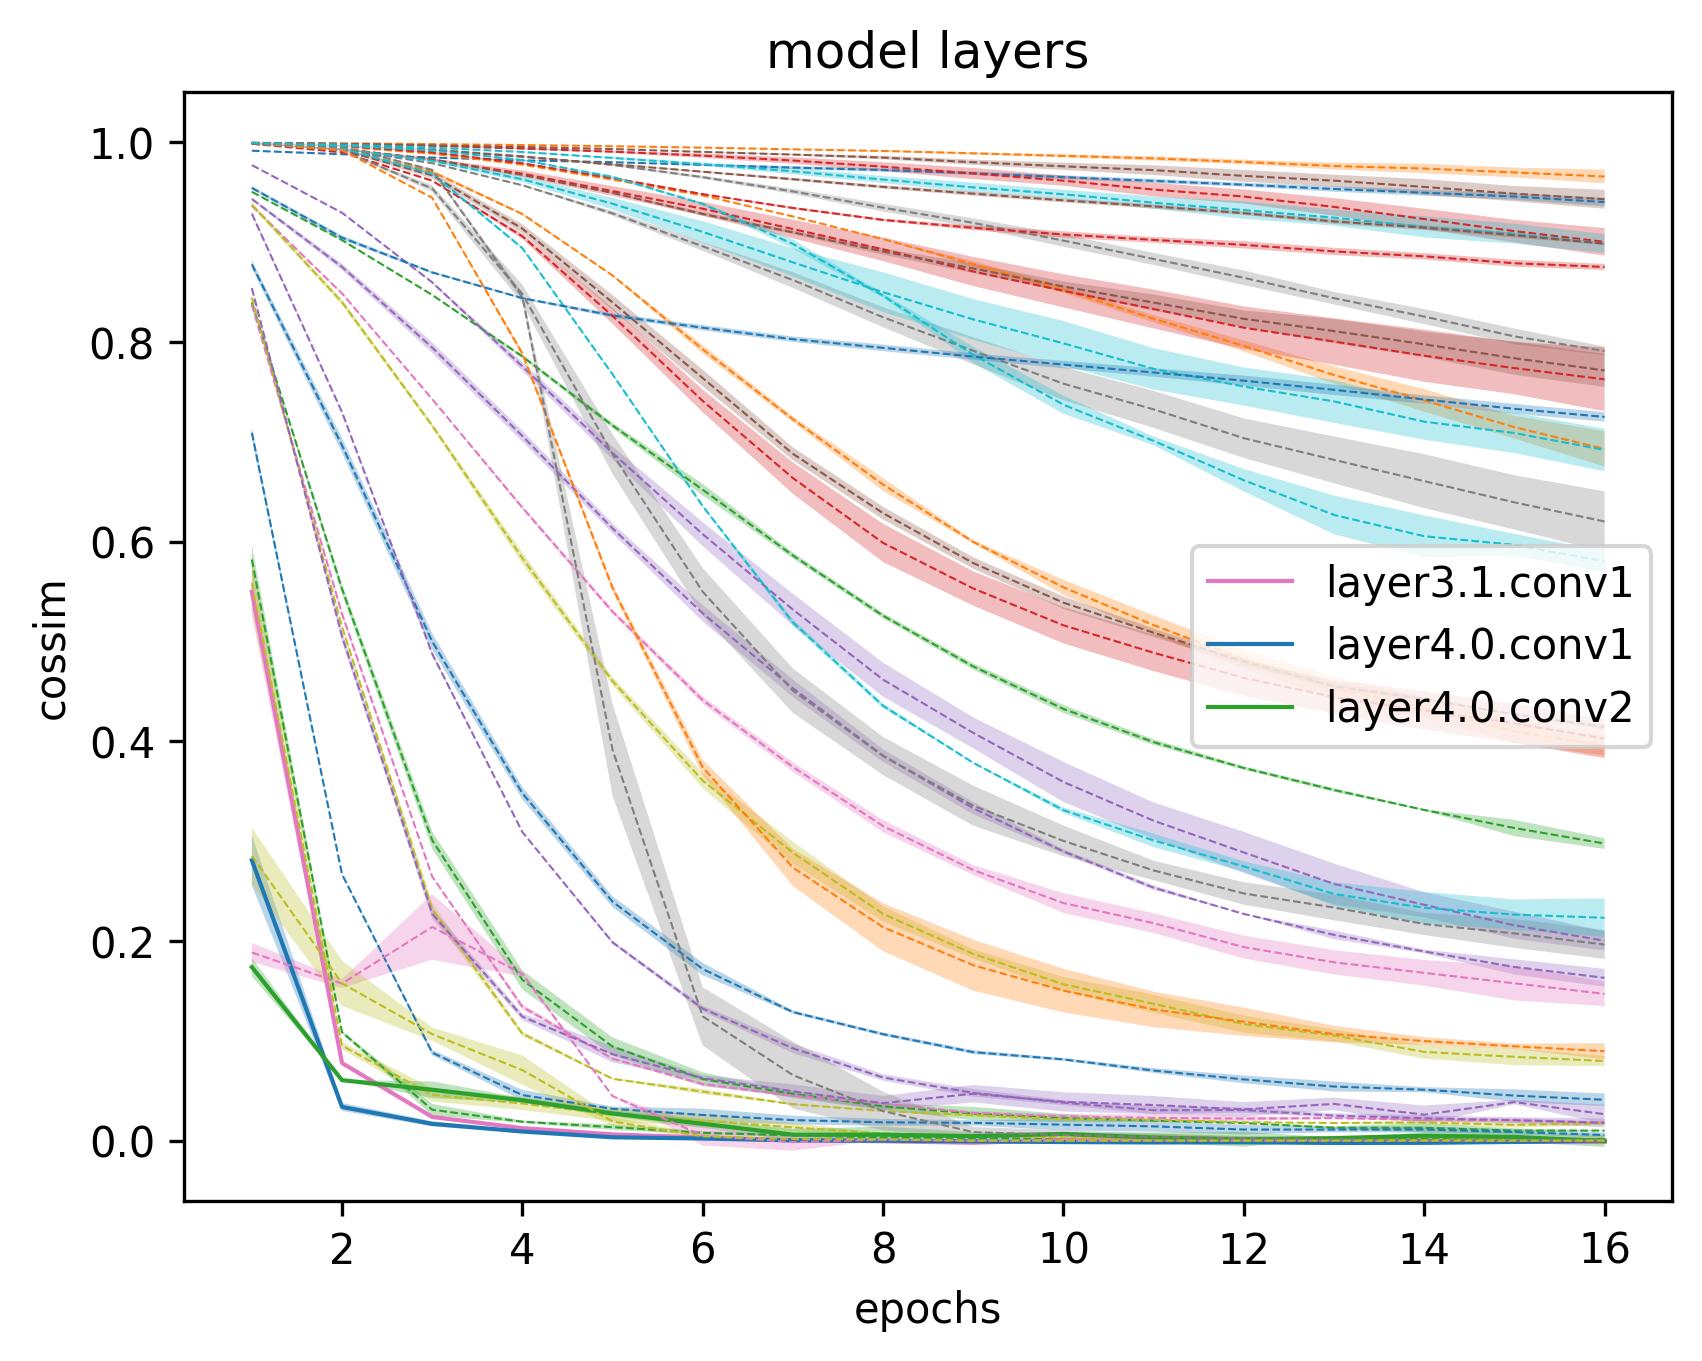 model layers
1.0
0.8
0.6
0.4
0.2
0.0
cossim
layer3.1.conv1
layer4.0.conv1
layer4.0.conv2
2 4 6 8 10 12 14 16
epochs